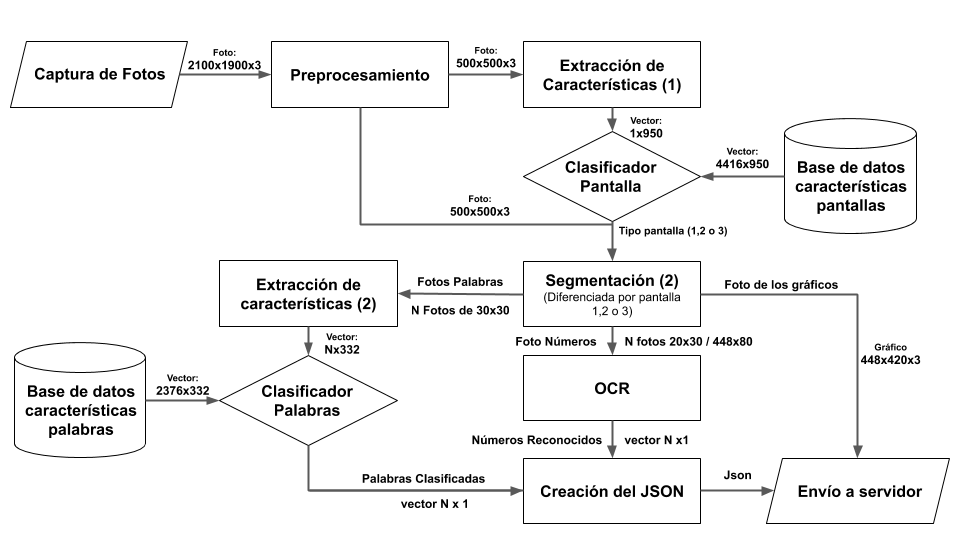 Captura de Fotos
Foto:
2100x1900x3
Preprocesamiento
Foto:
500x500x3
Extracción de
Características (1)
Vector:
1x950
Clasificador
Pantalla
Vector:
4416x950
Base de datos
características
pantallas
Foto:
500x500x3
Tipo pantalla (1,2 o 3)
Extracción de
características (2)
Fotos Palabras
N Fotos de 30x30
Segmentación (2)
(Diferenciada por pantalla
1,2 o 3)
Foto de los gráficos
Vector:
Nx332
Foto Números
N fotos 20x30 / 448x80
Gráfico
448x420x3
Base de datos
características
palabras
Vector:
2376x332
Clasificador
Palabras
OCR
Números Reconocidos
vector N x1
Palabras Clasificadas
vector N x 1
Creación del JSON
Json
Envío a servidor